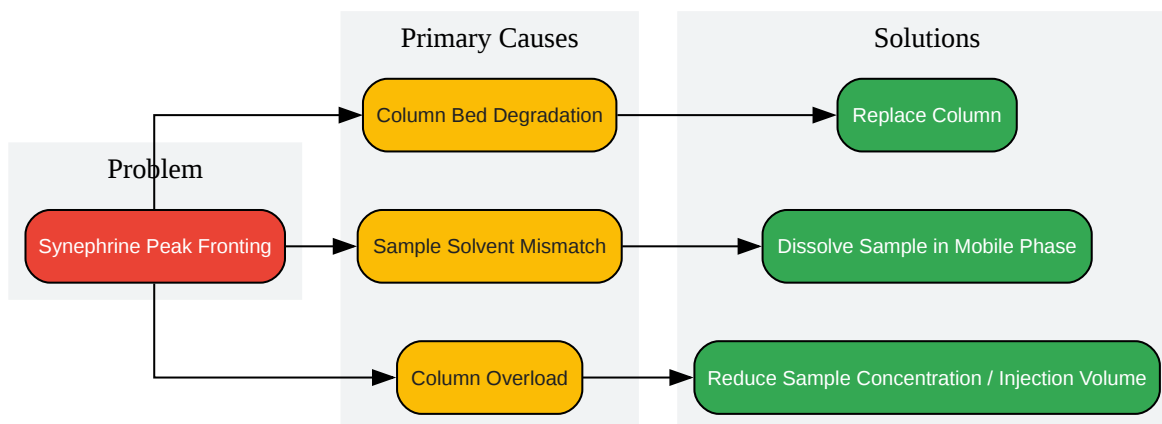 Primary Causes
Solutions
Column Bed Degradation
Replace Column
Problem
Synephrine Peak Fronting
Sample Solvent Mismatch
Dissolve Sample in Mobile Phase
Column Overload
Reduce Sample Concentration / Injection Volume